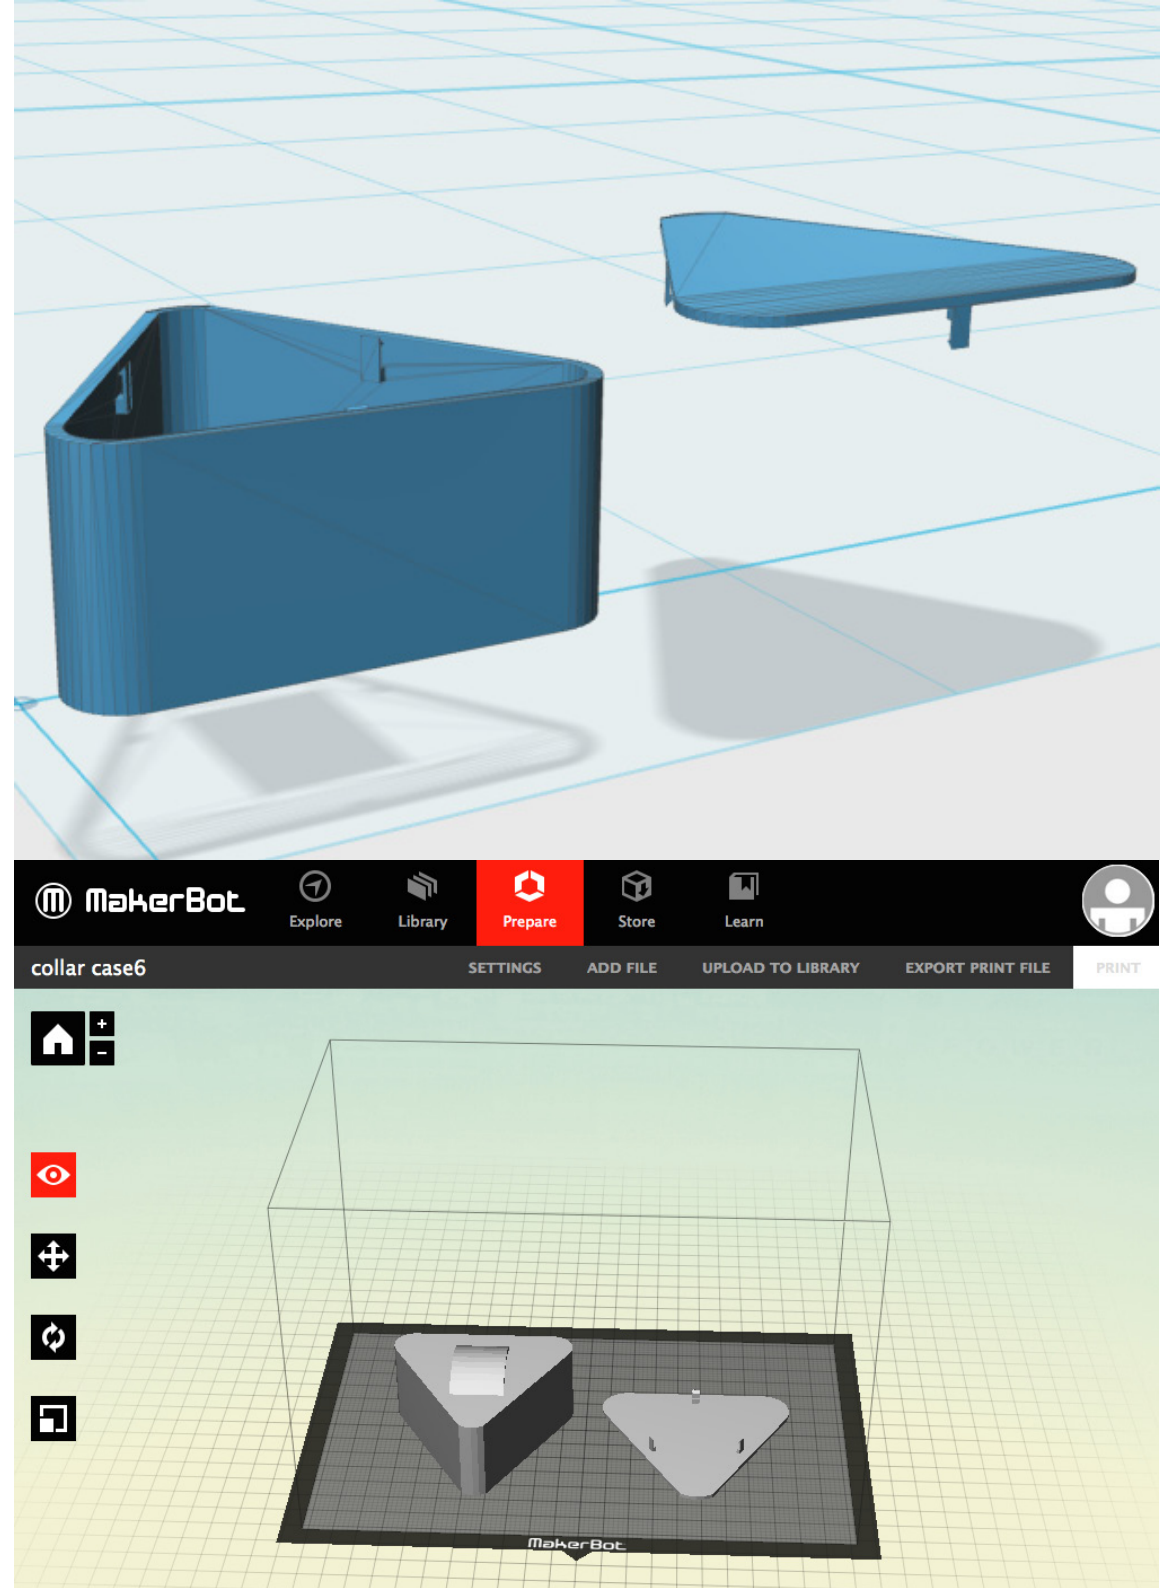 MakerBot
Explore
Library
Prepare
Store
Learn
collar case6
SETTINGS
ADD FILE
UPLOAD TO LIBRARY
EXPORT PRINT FILE
PRINT
MakerBot